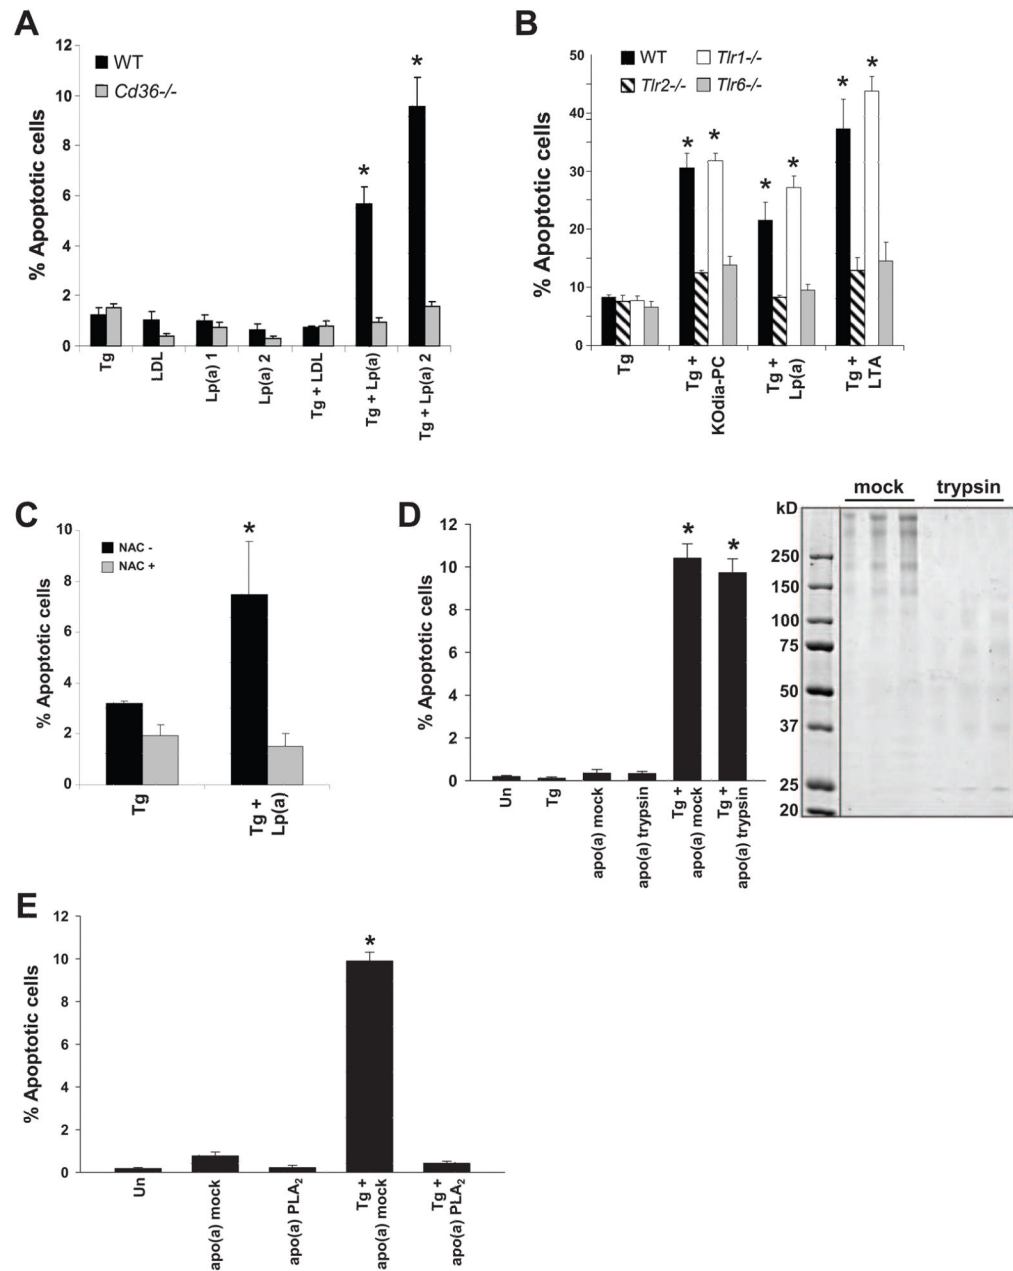 A
12
10
8
6
4
2
0
% Apoptotic cells
WT
Cd36-/-
*
*
Tg
LDL
Lp(a) 1
Lp(a) 2
Tg + LDL
Tg + Lp(a)
Tg + Lp(a) 2
B
50
40
30
20
10
0
% Apoptotic cells
WT
Tlr1-/-
Tlr2-/-
Tlr6-/-
*
*
*
*
*
*
Tg
Tg +
KOdia-PC
Tg +
Lp(a)
Tg +
LTA
C
10
8
6
4
2
0
% Apoptotic cells
NAC -
NAC +
*
Tg
Tg +
Lp(a)
D
12
10
8
6
4
2
0
% Apoptotic cells
*
*
Un
Tg
apo(a) mock
apo(a) trypsin
Tg +
apo(a) mock
Tg +
apo(a) trypsin
mock
trypsin
kD
250
150
100
75
50
37
25
20
E
12
10
8
6
4
2
0
% Apoptotic cells
*
Un
apo(a) mock
apo(a) PLA₂
Tg +
apo(a) mock
Tg +
apo(a) PLA₂